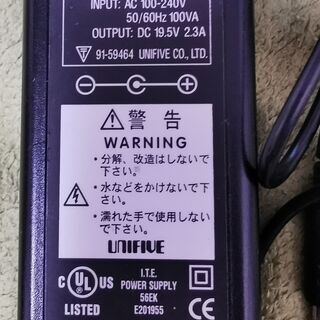 INPUT: AC 100-240V
50/60Hz 100VA
OUTPUT: DC 19.5V 2.3A
91-59464 UNIFIVE CO., LTD.
警告
WARNING
・分解、改造はしないで
下さい。
・水などをかけないで下
さい。
・濡れた手で使用しない
で下さい。
UNIFIVE
C UL US
LISTED
I.T.E.
POWER SUPPLY
56EK
E201955
CE